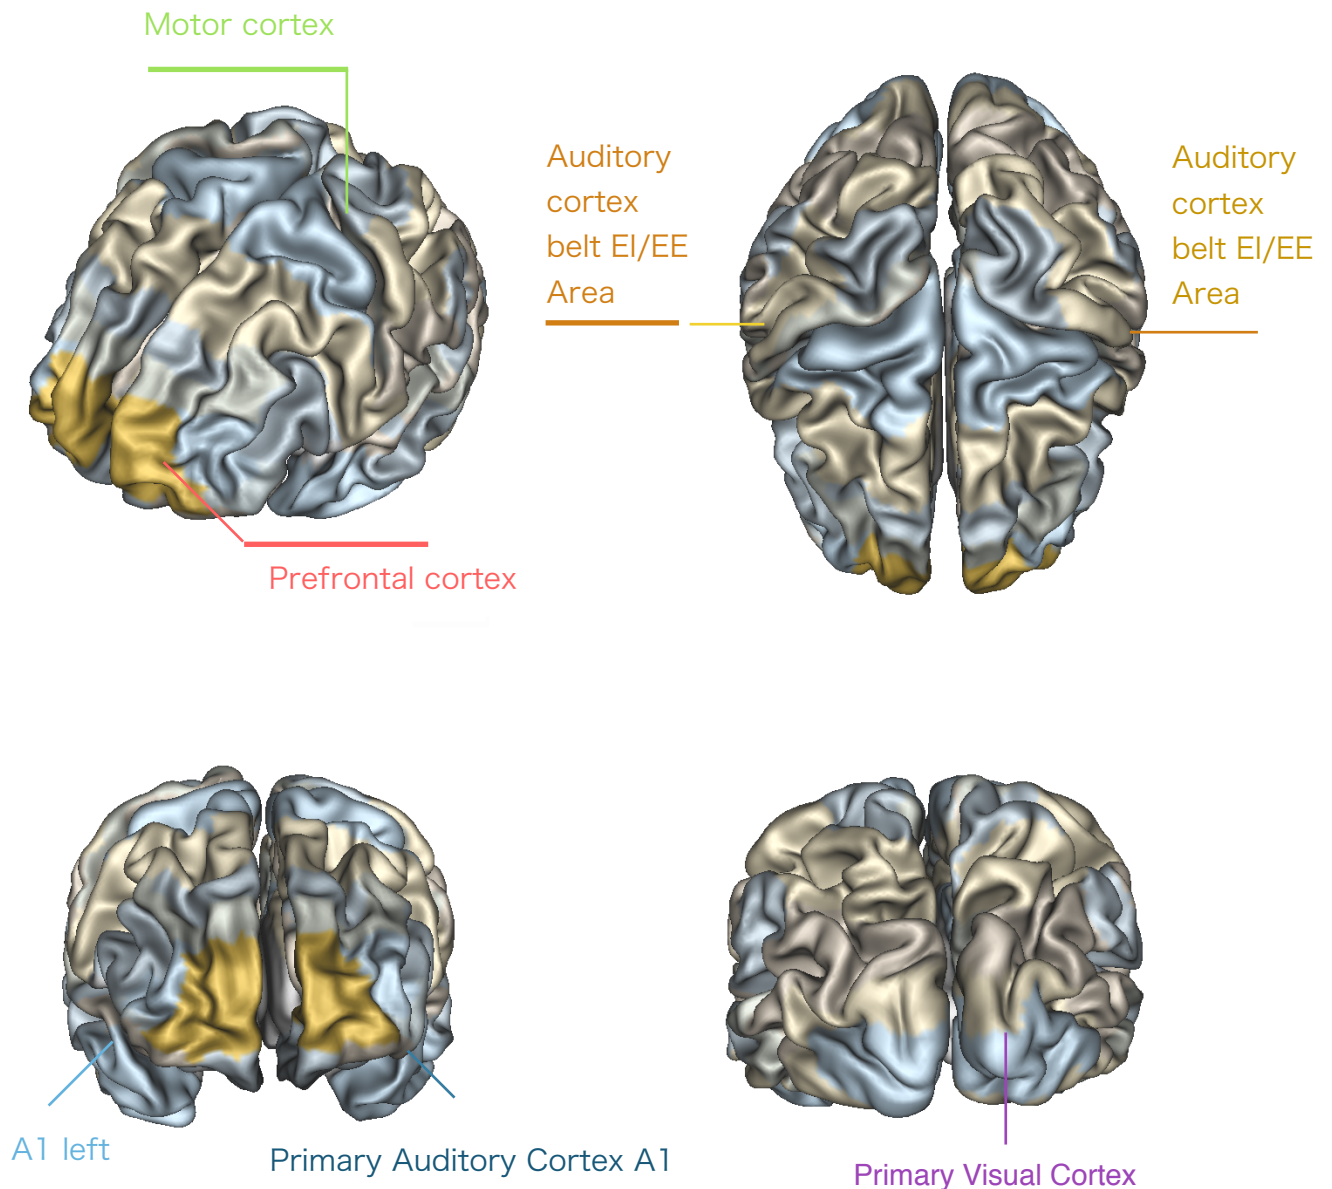 Motor cortex
Auditory
cortex
belt EI/EE
Area
Auditory
cortex
belt EI/EE
Area
Prefrontal cortex
A1 left
Primary Auditory Cortex A1
Primary Visual Cortex